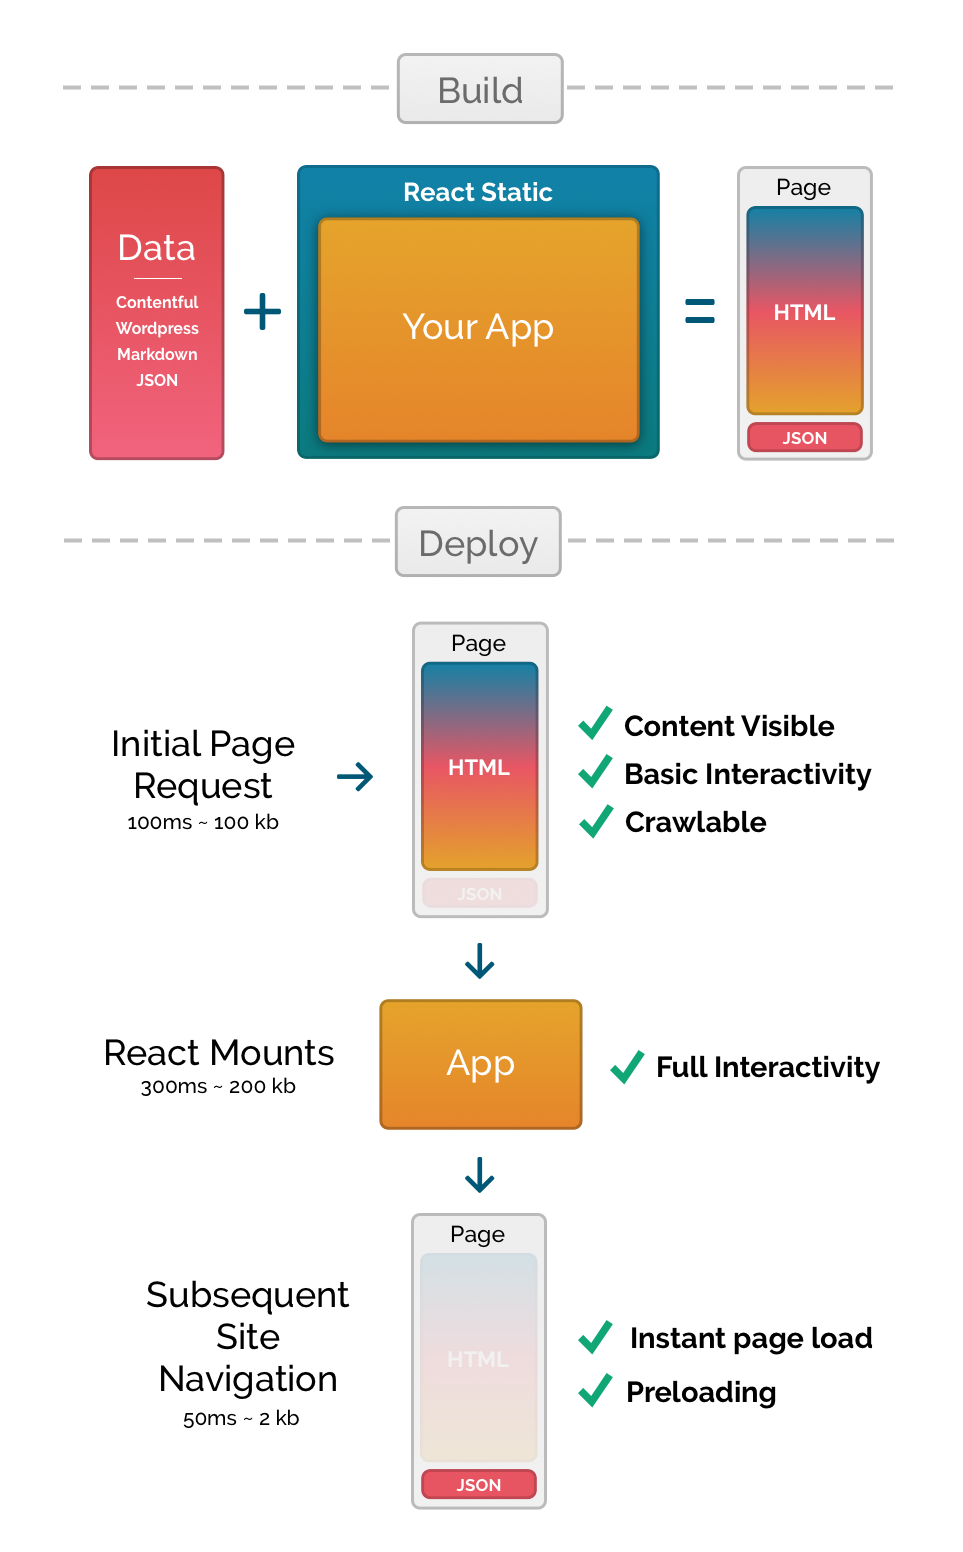 Build
Data
Contentful
Wordpress
Markdown
JSON
+
React Static
Your App
=
Page
HTML
JSON
Deploy
Initial Page
Request
100ms ~ 100 kb
Page
HTML
JSON
Content Visible
Basic Interactivity
Crawlable
React Mounts
300ms ~ 200 kb
App
Full Interactivity
Subsequent
Site
Navigation
50ms ~ 2 kb
Page
HTML
JSON
Instant page load
Preloading